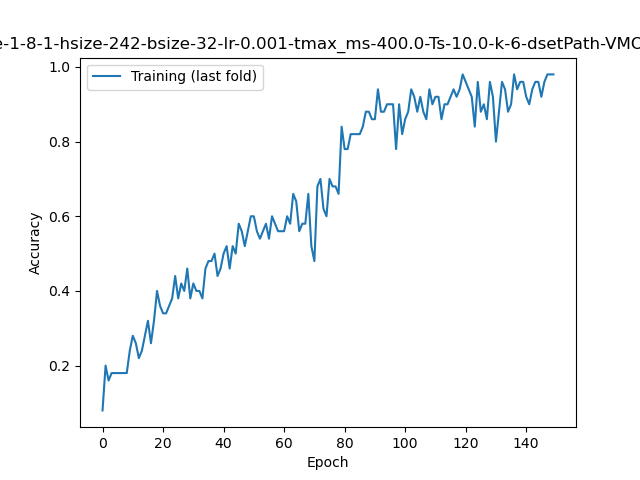 e-1-8-1-hsize-242-bsize-32-lr-0.001-tmax_ms-400.0-Ts-10.0-k-6-dsetPath-VMC
Training (last fold)
1.0
0.8
0.6
0.4
0.2
Accuracy
0 20 40 60 80 100 120 140
Epoch